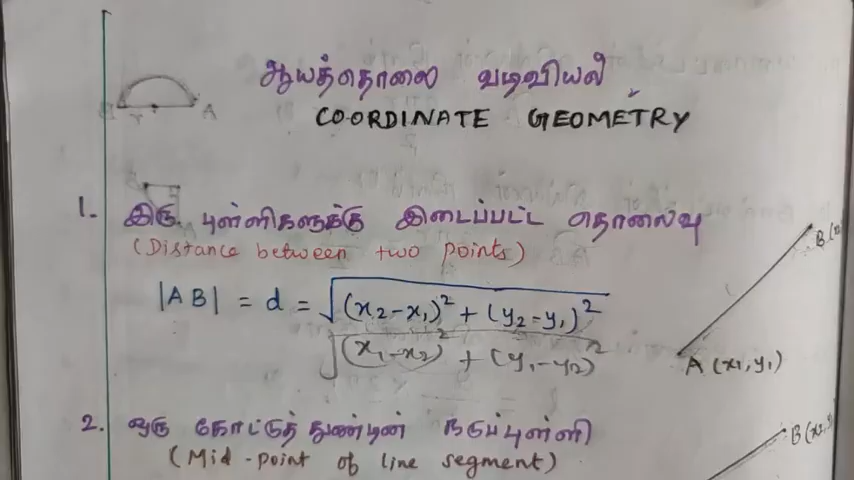 ஆயத்தொலை வடிவியல்
COORDINATE GEOMETRY
1. இரு புள்ளிகளுக்கு இடைப்பட்ட தொலைவு
(Distance between two points)
|AB| = d = √(x₂-x₁)² + (y₂-y₁)²
√(x₁-x₂)² + (y₁-y₂)²
A (x₁, y₁)
2. ஒரு கோட்டுத்துண்டின் நடுப்புள்ளி
(Mid-point of line segment)